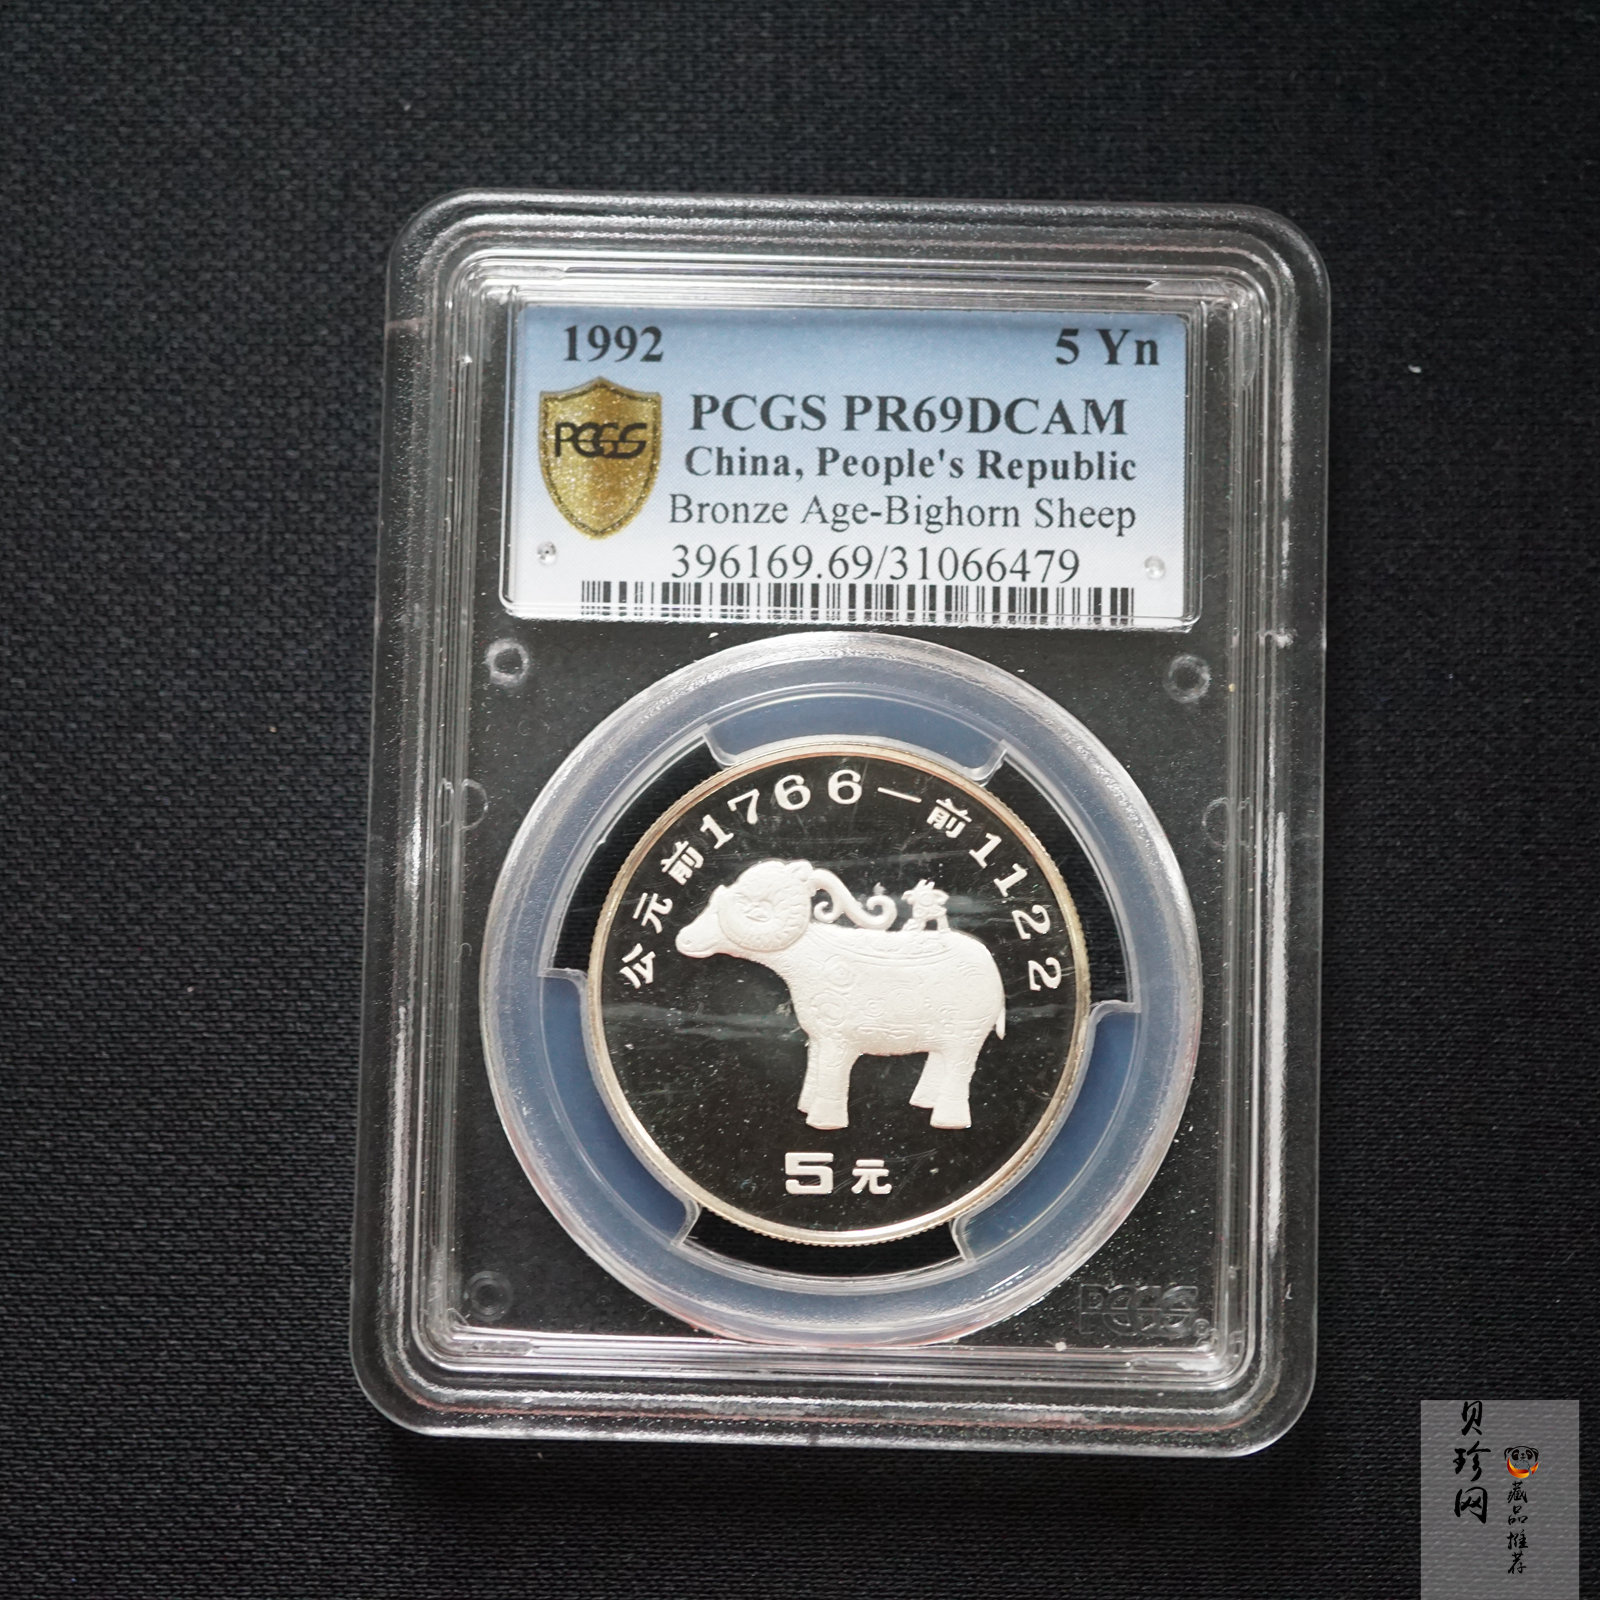 1992 5 Yn
PCGS PR69DCAM
PCGS
China, People's Republic
Bronze Age-Bighorn Sheep
396169.69/31066479
公元前1766—前1122
5元
PCGS
贝珍网
藏品推荐